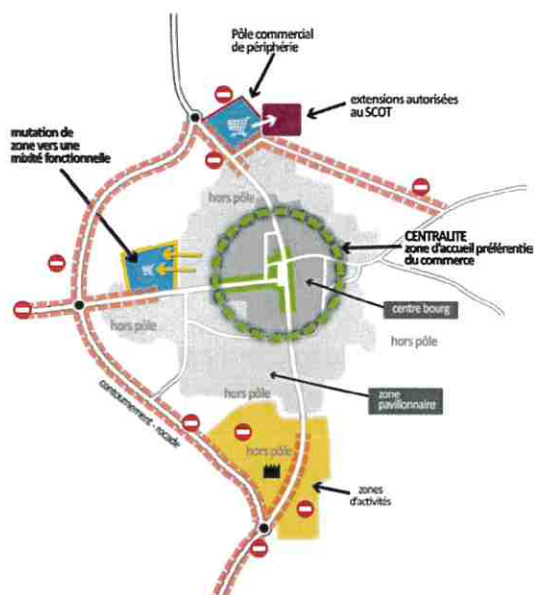 Pôle commercial
de périphérie
extensions autorisées
au SCOT
mutation de
zone vers une
mixité fonctionnelle
hors pôle
CENTRALITE
zone d'accueil préférentie
du commerce
centre bourg
hors pôle
hors pôle
hors pôle
zone
pavillonnaire
contournement - rocade
hors pôle
zones
d'activités